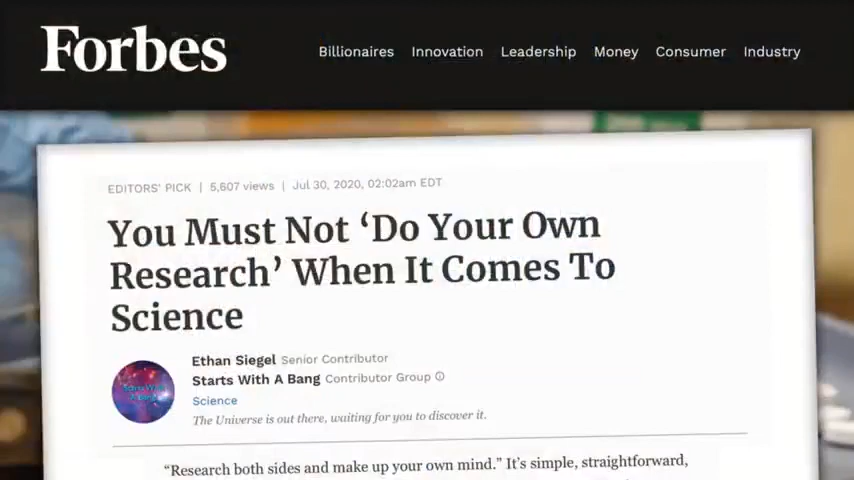 Forbes
Billionaires Innovation Leadership Money Consumer Industry
EDITORS' PICK | 5,607 views | Jul 30, 2020, 02:02am EDT
You Must Not ‘Do Your Own
Research’ When It Comes To
Science
Ethan Siegel Senior Contributor
Starts With A Bang Contributor Group
Science
The Universe is out there, waiting for you to discover it.
“Research both sides and make up your own mind.” It’s simple, straightforward,